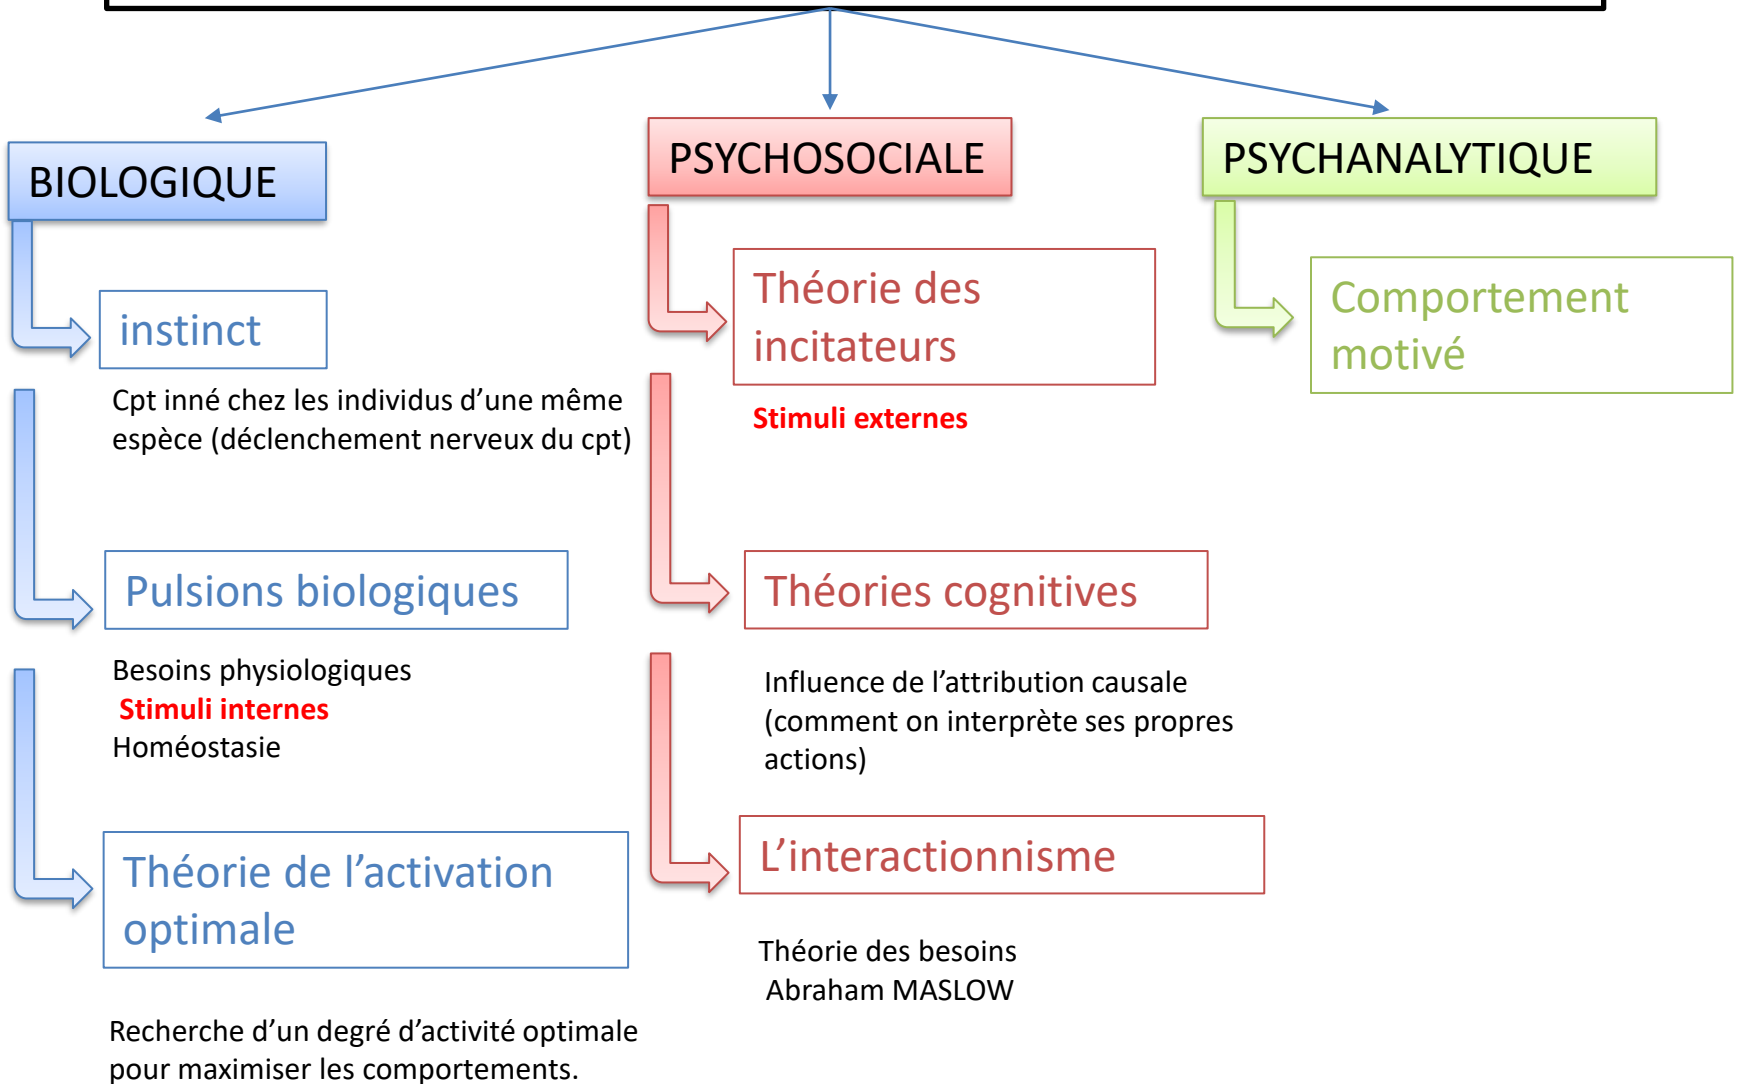 BIOLOGIQUE
instinct
Cpt inné chez les individus d’une même
espèce (déclenchement nerveux du cpt)
Pulsions biologiques
Besoins physiologiques
Stimuli internes
Homéostasie
Théorie de l’activation
optimale
Recherche d’un degré d’activité optimale
pour maximiser les comportements.
PSYCHOSOCIALE
Théorie des
incitateurs
Stimuli externes
Théories cognitives
Influence de l’attribution causale
(comment on interprète ses propres
actions)
L’interactionnisme
Théorie des besoins
Abraham MASLOW
PSYCHANALYTIQUE
Comportement
motivé